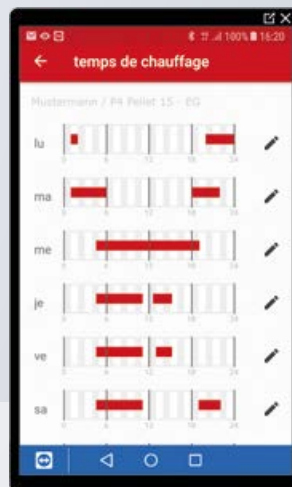 100% 16:20
temps de chauffage
Mustermann / P4 Pellet 15 - EG
lu
0 6 12 18 24
ma
0 6 12 18 24
me
0 6 12 18 24
je
0 6 12 18 24
ve
0 6 12 18 24
sa
0 6 12 18 24